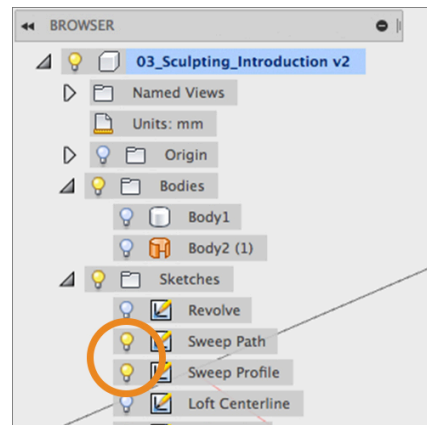 BROWSER
03_Sculpting_Introduction v2
Named Views
Units: mm
Origin
Bodies
Body1
Body2 (1)
Sketches
Revolve
Sweep Path
Sweep Profile
Loft Centerline